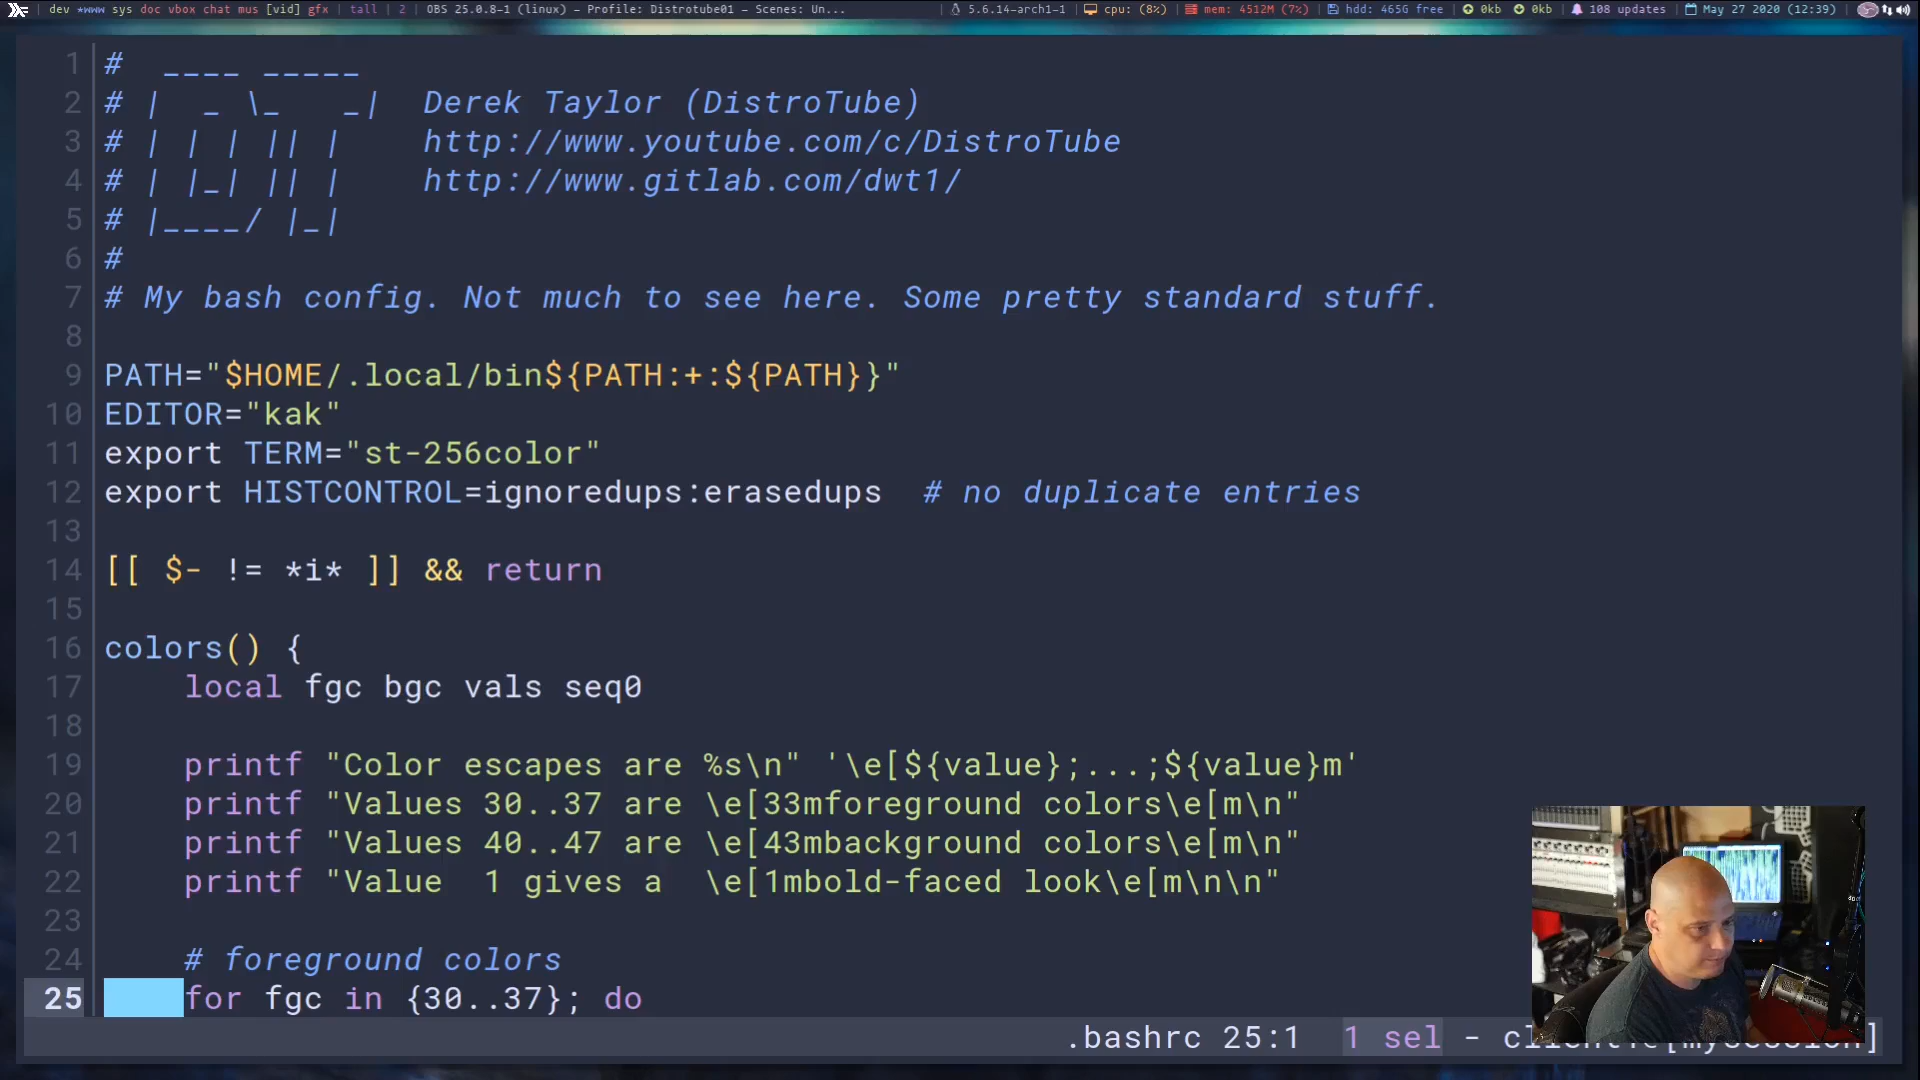 dev *www sys doc vbox chat mus [vid] gfx | tall | 2 | OBS 25.0.8-1 (linux) - Profile: Distrotube01 - Scenes: Un... | 5.6.14-arch1-1 | cpu: (8%) | mem: 4512M (7%) | hdd: 465G free | 0kb 0kb | 108 updates | May 27 2020 (12:39)
1 #  ____ _____
2 # |  _ \_   _|  Derek Taylor (DistroTube)
3 # | | | || |    http://www.youtube.com/c/DistroTube
4 # | |_| || |    http://www.gitlab.com/dwt1/
5 # |____/ |_|
6 #
7 # My bash config. Not much to see here. Some pretty standard stuff.
8
9 PATH="$HOME/.local/bin${PATH:+:${PATH}}"
10 EDITOR="kak"
11 export TERM="st-256color"
12 export HISTCONTROL=ignoredups:erasedups  # no duplicate entries
13
14 [[ $- != *i* ]] && return
15
16 colors() {
17     local fgc bgc vals seq0
18
19     printf "Color escapes are %s\n" '\e[${value};...;${value}m'
20     printf "Values 30..37 are \e[33mforeground colors\e[m\n"
21     printf "Values 40..47 are \e[43mbackground colors\e[m\n"
22     printf "Value  1 gives a  \e[1mbold-faced look\e[m\n\n"
23
24     # foreground colors
25     for fgc in {30..37}; do
.bashrc 25:1  1 sel -